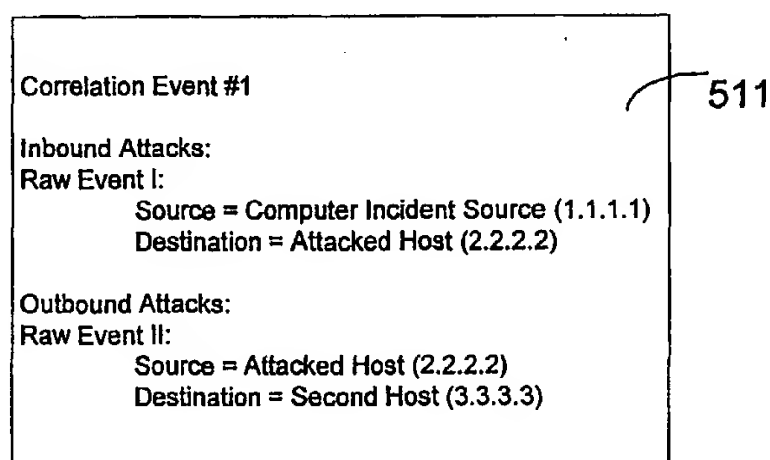 Correlation Event #1
511
Inbound Attacks:
Raw Event I:
Source = Computer Incident Source (1.1.1.1)
Destination = Attacked Host (2.2.2.2)
Outbound Attacks:
Raw Event II:
Source = Attacked Host (2.2.2.2)
Destination = Second Host (3.3.3.3)